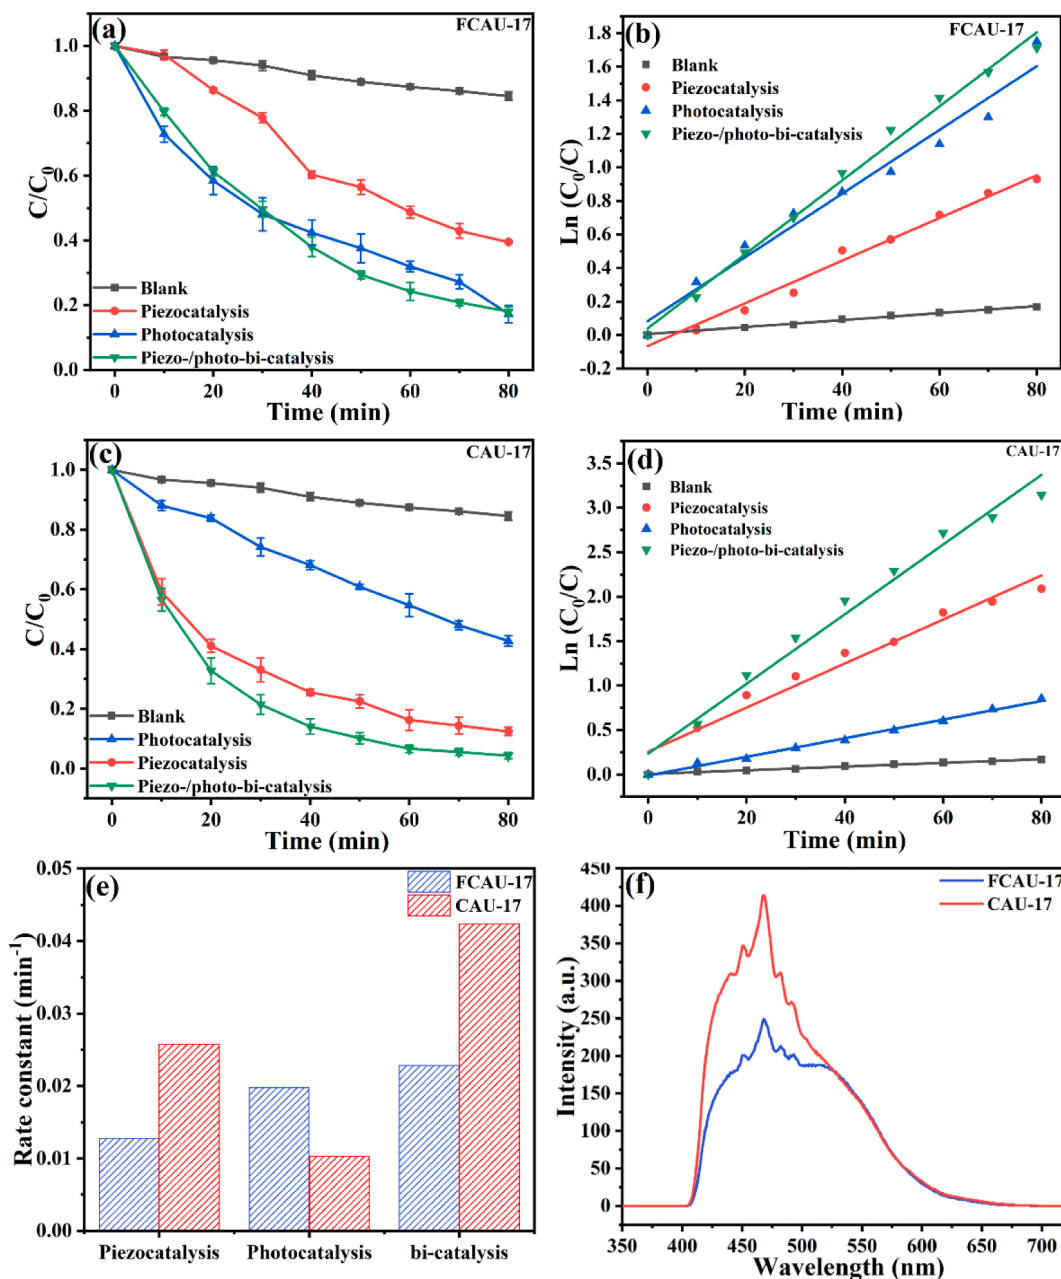 (a)
FCAU-17
1.0
0.8
0.6
0.4
0.2
0.0
C/C0
Blank
Piezocatalysis
Photocatalysis
Piezo-/photo-bi-catalysis
0
20
40
60
80
Time (min)
(b)
FCAU-17
1.8
1.6
1.4
1.2
1.0
0.8
0.6
0.4
0.2
0.0
-0.2
Ln (C0/C)
Blank
Piezocatalysis
Photocatalysis
Piezo-/photo-bi-catalysis
0
10
20
30
40
50
60
70
80
Time (min)
(c)
CAU-17
1.0
0.8
0.6
0.4
0.2
0.0
C/C0
Blank
Photocatalysis
Piezocatalysis
Piezo-/photo-bi-catalysis
0
20
40
60
80
Time (min)
(d)
CAU-17
3.5
3.0
2.5
2.0
1.5
1.0
0.5
0.0
Ln (C0/C)
Blank
Piezocatalysis
Photocatalysis
Piezo-/photo-bi-catalysis
0
10
20
30
40
50
60
70
80
Time (min)
(e)
FCAU-17
CAU-17
0.05
0.04
0.03
0.02
0.01
0.00
Rate constant (min-1)
Piezocatalysis
Photocatalysis
bi-catalysis
(f)
FCAU-17
CAU-17
450
400
350
300
250
200
150
100
50
0
Intensity (a.u.)
350
400
450
500
550
600
650
700
Wavelength (nm)